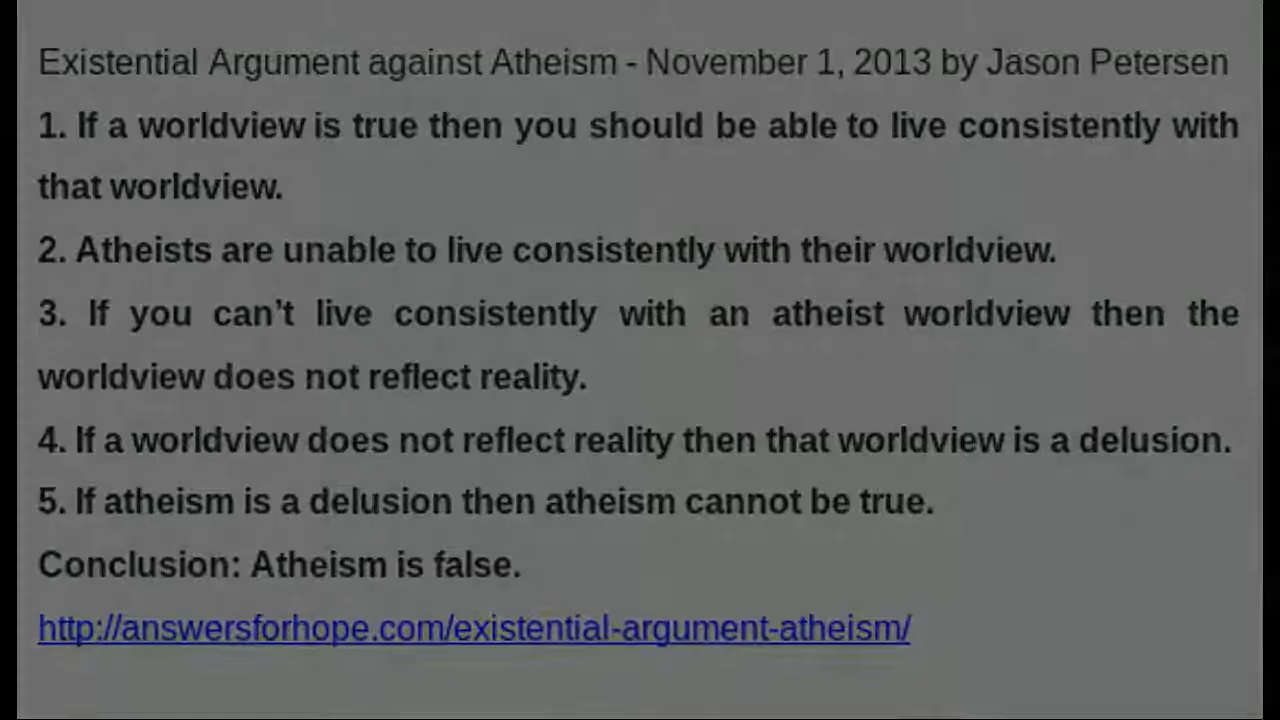 Existential Argument against Atheism - November 1, 2013 by Jason Petersen
1. If a worldview is true then you should be able to live consistently with
that worldview.
2. Atheists are unable to live consistently with their worldview.
3. If you can't live consistently with an atheist worldview then the
worldview does not reflect reality.
4. If a worldview does not reflect reality then that worldview is a delusion.
5. If atheism is a delusion then atheism cannot be true.
Conclusion: Atheism is false.
http://answersforhope.com/existential-argument-atheism/